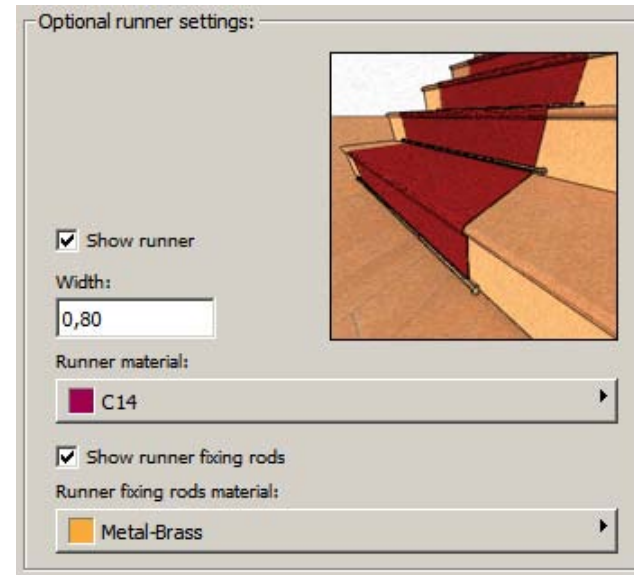 Optional runner settings:
Show runner
Width:
0,80
Runner material:
C14
Show runner fixing rods
Runner fixing rods material:
Metal-Brass